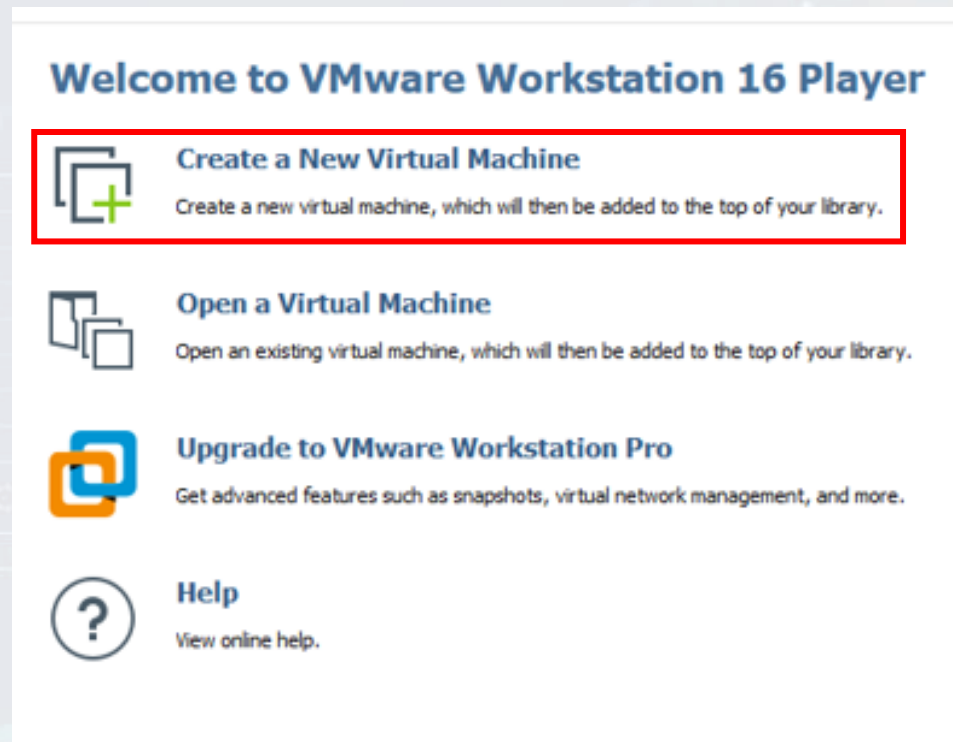 Welcome to VMware Workstation 16 Player
Create a New Virtual Machine
Create a new virtual machine, which will then be added to the top of your library.
Open a Virtual Machine
Open an existing virtual machine, which will then be added to the top of your library.
Upgrade to VMware Workstation Pro
Get advanced features such as snapshots, virtual network management, and more.
?
Help
View online help.